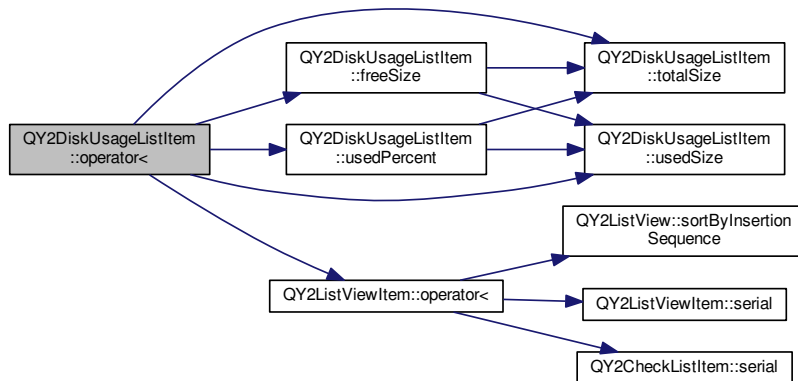 QY2DiskUsageListItem
::operator<
QY2DiskUsageListItem
::freeSize
QY2DiskUsageListItem
::usedPercent
QY2DiskUsageListItem
::totalSize
QY2DiskUsageListItem
::usedSize
QY2ListViewItem::operator<
QY2ListView::sortByInsertion
Sequence
QY2ListViewItem::serial
QY2CheckListItem::serial